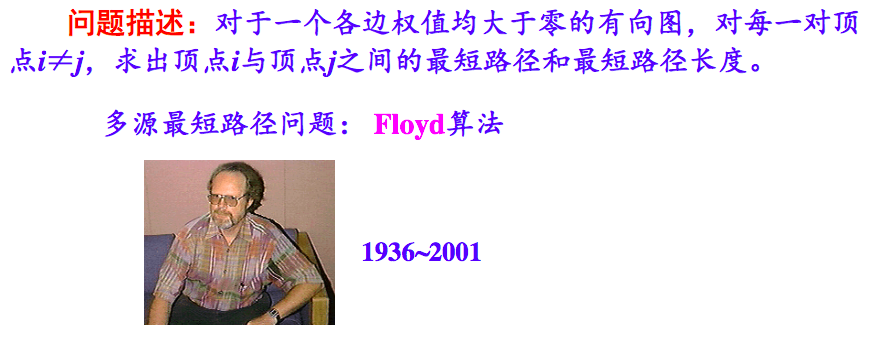 问题描述：对于一个各边权值均大于零的有向图，对每一对顶
点i≠j，求出顶点i与顶点j之间的最短路径和最短路径长度。
多源最短路径问题： Floyd算法
1936~2001